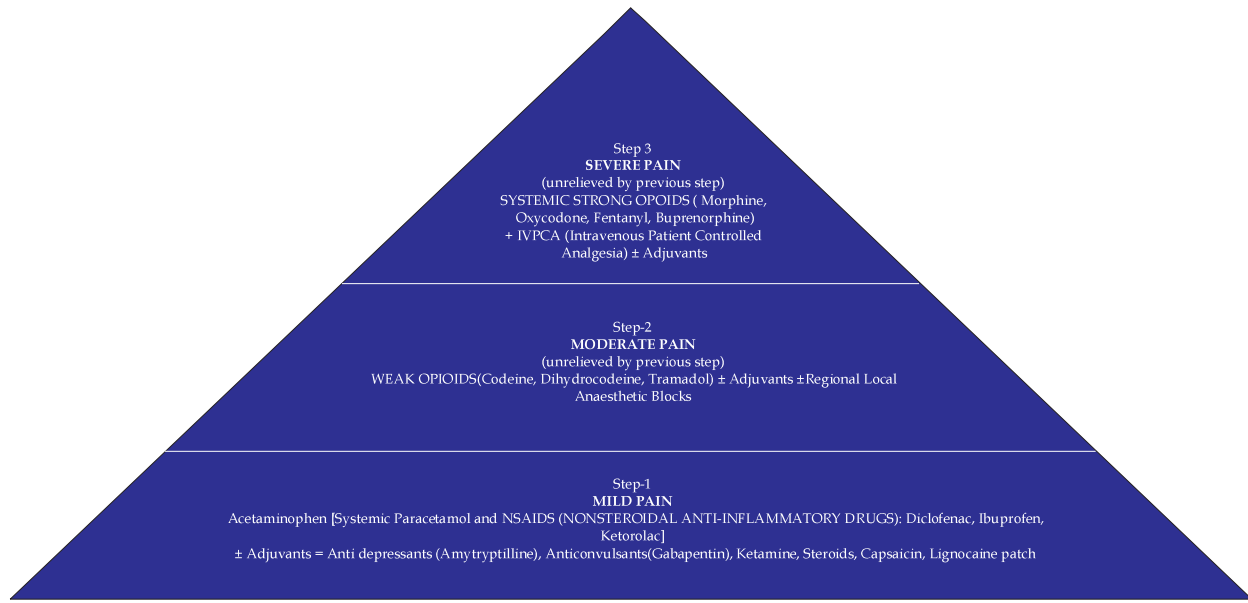 Step 3
SEVERE PAIN
(unrelieved by previous step)
SYSTEMIC STRONG OPOIDS ( Morphine,
Oxycodone, Fentanyl, Buprenorphine)
+ IVPCA (Intravenous Patient Controlled
Analgesia) ± Adjuvants
Step-2
MODERATE PAIN
(unrelieved by previous step)
WEAK OPIOIDS(Codeine, Dihydrocodeine, Tramadol) ± Adjuvants ±Regional Local
Anaesthetic Blocks
Step-1
MILD PAIN
Acetaminophen [Systemic Paracetamol and NSAIDS (NONSTEROIDAL ANTI-INFLAMMATORY DRUGS): Diclofenac, Ibuprofen,
Ketorolac]
± Adjuvants = Anti depressants (Amytryptilline), Anticonvulsants(Gabapentin), Ketamine, Steroids, Capsaicin, Lignocaine patch